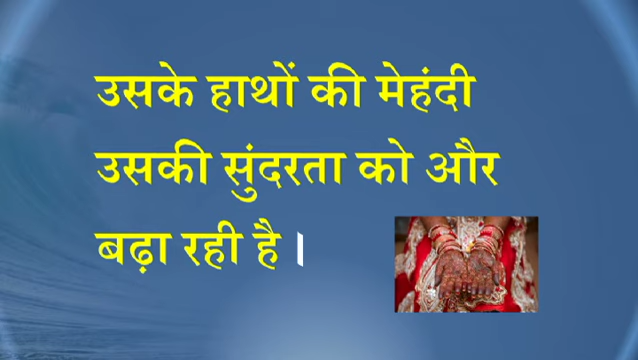 उसके हाथों की मेहंदी
उसकी सुंदरता को और
बढ़ा रही है।